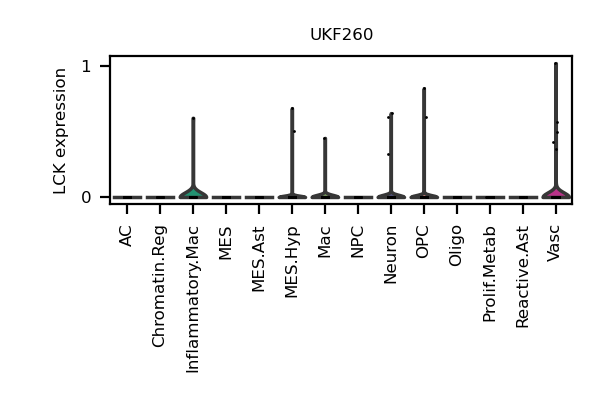 UKF260
LCK expression
1
0
AC
Chromatin.Reg
Inflammatory.Mac
MES
MES.Ast
MES.Hyp
Mac
NPC
Neuron
OPC
Oligo
Prolif.Metab
Reactive.Ast
Vasc